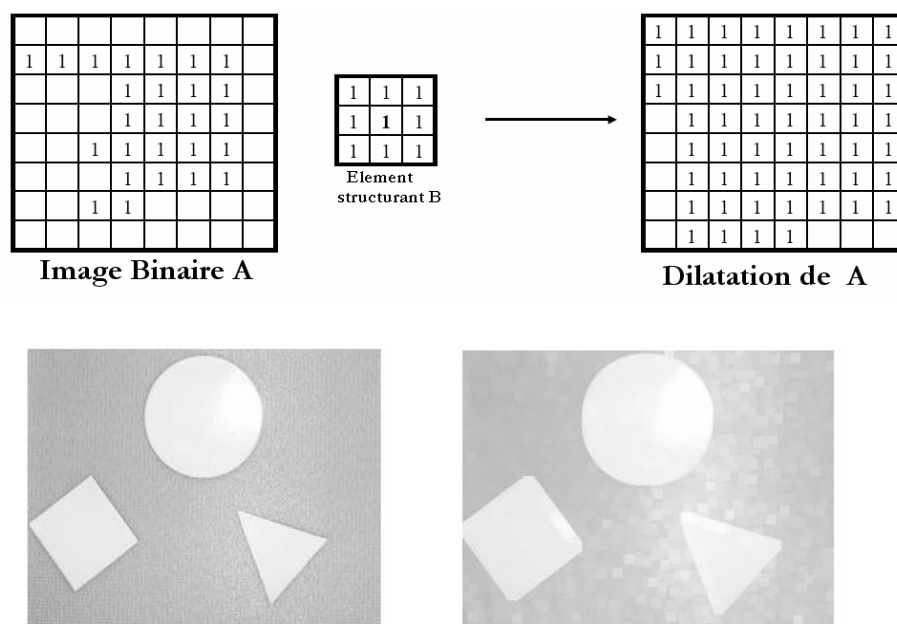 1 1 1 1 1 1 1
1 1 1 1
1 1 1 1
1 1 1 1 1
1 1 1 1
1 1
Image Binaire A
1 1 1
1 1 1
1 1 1
Element
structurant B
1 1 1 1 1 1 1 1
1 1 1 1 1 1 1 1
1 1 1 1 1 1 1 1
1 1 1 1 1 1 1
1 1 1 1 1 1 1
1 1 1 1 1 1 1
1 1 1 1 1 1 1
1 1 1 1
Dilatation de A